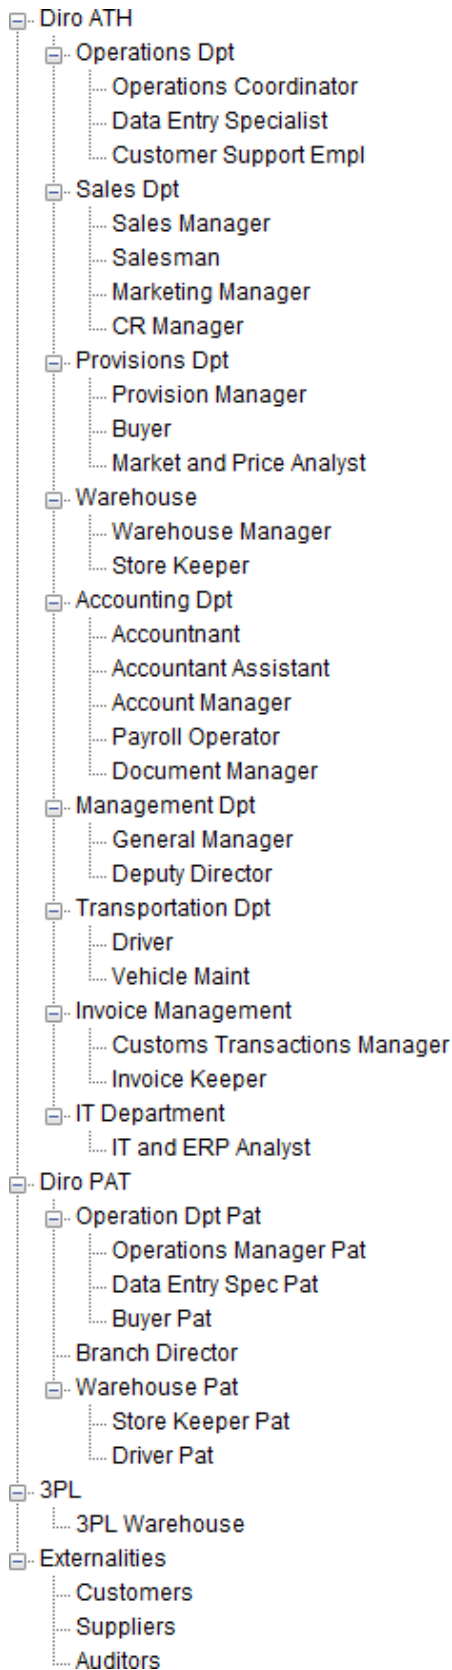 Diro ATH
Operations Dpt
Operations Coordinator
Data Entry Specialist
Customer Support Empl
Sales Dpt
Sales Manager
Salesman
Marketing Manager
CR Manager
Provisions Dpt
Provision Manager
Buyer
Market and Price Analyst
Warehouse
Warehouse Manager
Store Keeper
Accounting Dpt
Accountnant
Accountant Assistant
Account Manager
Payroll Operator
Document Manager
Management Dpt
General Manager
Deputy Director
Transportation Dpt
Driver
Vehicle Maint
Invoice Management
Customs Transactions Manager
Invoice Keeper
IT Department
IT and ERP Analyst
Diro PAT
Operation Dpt Pat
Operations Manager Pat
Data Entry Spec Pat
Buyer Pat
Branch Director
Warehouse Pat
Store Keeper Pat
Driver Pat
3PL
3PL Warehouse
Externalities
Customers
Suppliers
Auditors